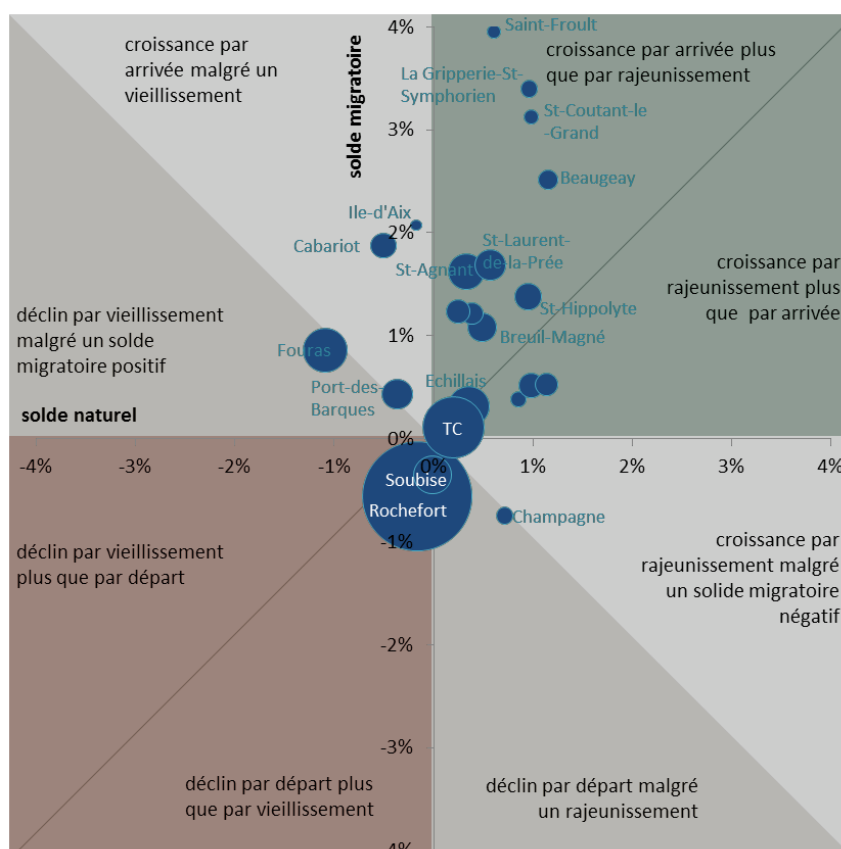 4%
Saint-Froult
croissance par
arrivée malgré un
vieillissement
solde migratoire
croissance par arrivée plus
que par rajeunissement
La Gripperie-St-
Symphorien
3%
St-Coutant-le
-Grand
Beaugeay
Ile-d'Aix
2%
Cabariot
St-Laurent-
de-la-Prée
St-Agnant
croissance par
rajeunissement plus
que par arrivée
déclin par vieillissement
malgré un solde
migratoire positif
St-Hippolyte
1%
Breuil-Magné
Fouras
Port-des-
Barques
Echillais
solde naturel
TC
0%
-4%
-3%
-2%
-1%
0%
1%
2%
3%
4%
Soubise
Rochefort
Champagne
-1%
déclin par vieillissement
plus que par départ
croissance par
rajeunissement malgré
un solide migratoire
négatif
-2%
-3%
déclin par départ plus
que par vieillissement
déclin par départ malgré
un rajeunissement
-4%